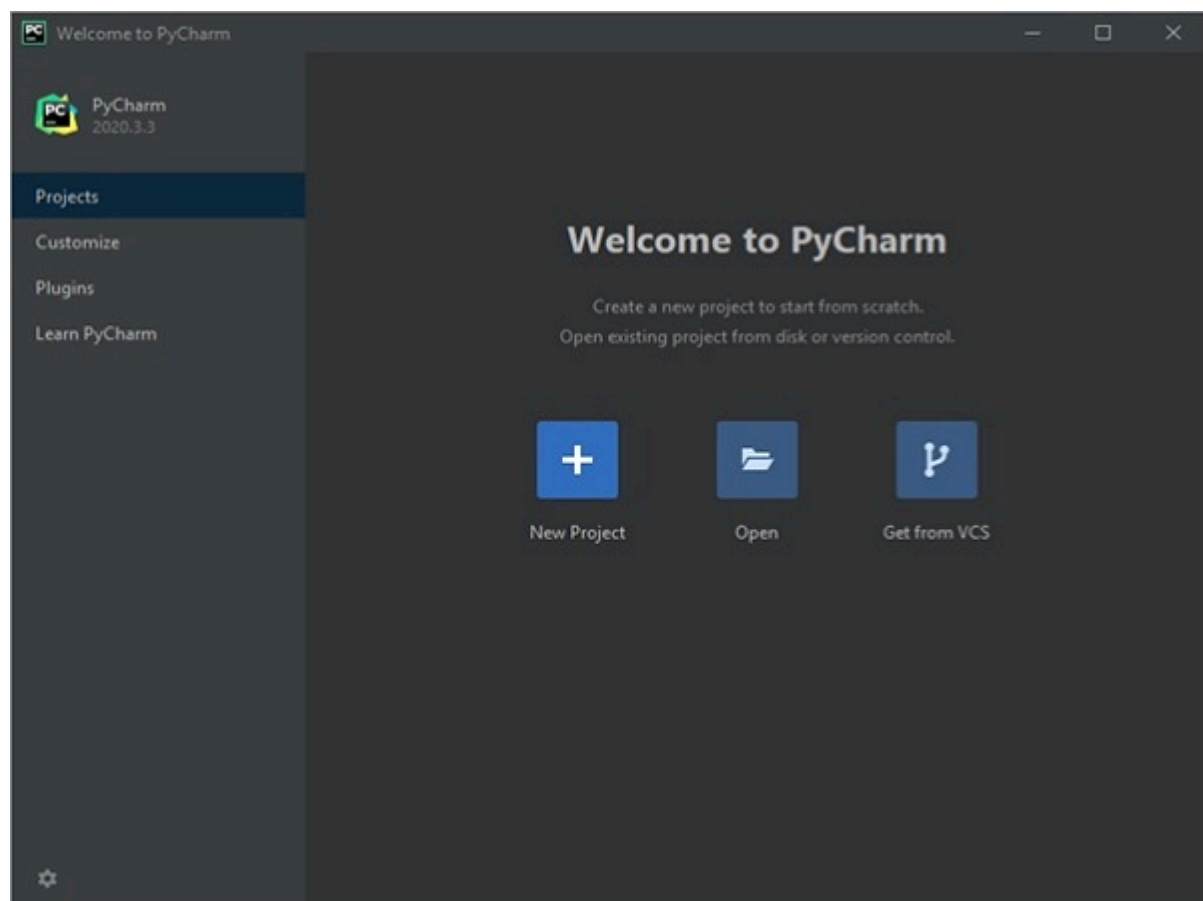 Welcome to PyCharm
PyCharm
2020.3.3
Projects
Customize
Plugins
Learn PyCharm
Welcome to PyCharm
Create a new project to start from scratch.
Open existing project from disk or version control.
New Project
Open
Get from VCS